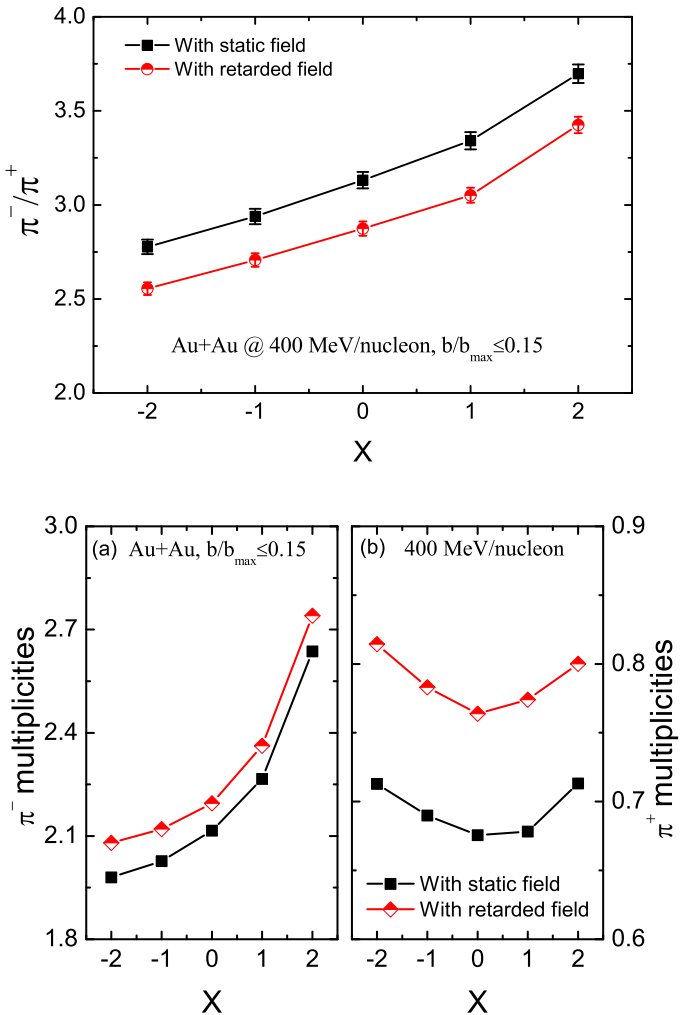 4.0
With static field
With retarded field
3.5
3.0
2.5
2.0
π⁻/π⁺
Au+Au @ 400 MeV/nucleon, b/bmax≤0.15
-2 -1 0 1 2
X
3.0
2.7
2.4
2.1
1.8
π⁻ multiplicities
(a) Au+Au, b/bmax≤0.15
-2 -1 0 1 2
X
(b) 400 MeV/nucleon
With static field
With retarded field
-2 -1 0 1 2
X
0.9
0.8
0.7
0.6
π⁺ multiplicities